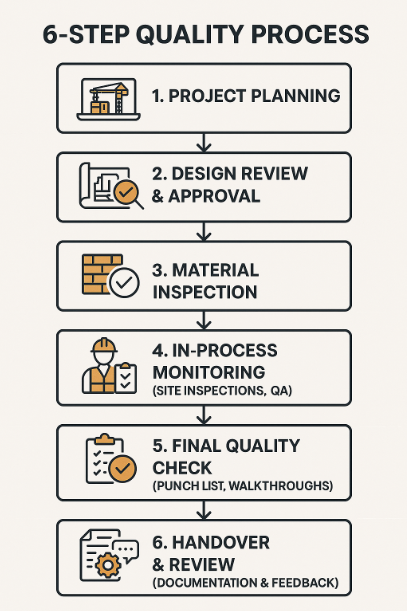 6-STEP QUALITY PROCESS
1. PROJECT PLANNING
2. DESIGN REVIEW
& APPROVAL
3. MATERIAL
INSPECTION
4. IN-PROCESS
MONITORING
(SITE INSPECTIONS, QA)
5. FINAL QUALITY
CHECK
(PUNCH LIST, WALKTHROUGHS)
6. HANDOVER
& REVIEW
(DOCUMENTATION & FEEDBACK)